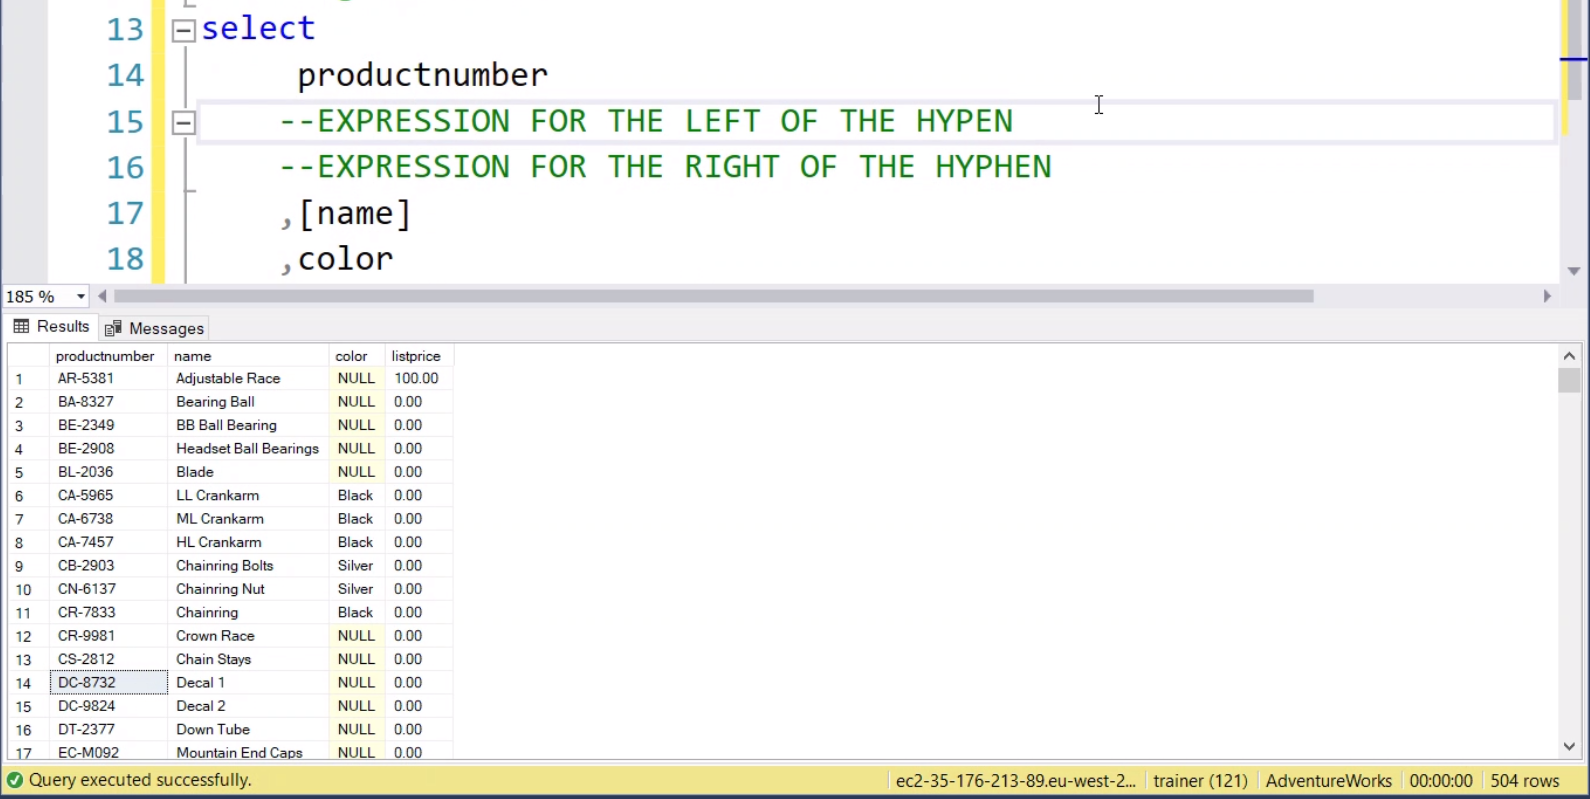 13 select
14 productnumber
15 --EXPRESSION FOR THE LEFT OF THE HYPEN
16 --EXPRESSION FOR THE RIGHT OF THE HYPHEN
17 ,[name]
18 ,color
185 %
Results Messages
productnumber name color listprice
1 AR-5381 Adjustable Race NULL 100.00
2 BA-8327 Bearing Ball NULL 0.00
3 BE-2349 BB Ball Bearing NULL 0.00
4 BE-2908 Headset Ball Bearings NULL 0.00
5 BL-2036 Blade NULL 0.00
6 CA-5965 LL Crankarm Black 0.00
7 CA-6738 ML Crankarm Black 0.00
8 CA-7457 HL Crankarm Black 0.00
9 CB-2903 Chainring Bolts Silver 0.00
10 CN-6137 Chainring Nut Silver 0.00
11 CR-7833 Chainring Black 0.00
12 CR-9981 Crown Race NULL 0.00
13 CS-2812 Chain Stays NULL 0.00
14 DC-8732 Decal 1 NULL 0.00
15 DC-9824 Decal 2 NULL 0.00
16 DT-2377 Down Tube NULL 0.00
17 EC-M092 Mountain End Caps NULL 0.00
Query executed successfully. ec2-35-176-213-89.eu-west-2... trainer (121) AdventureWorks 00:00:00 504 rows